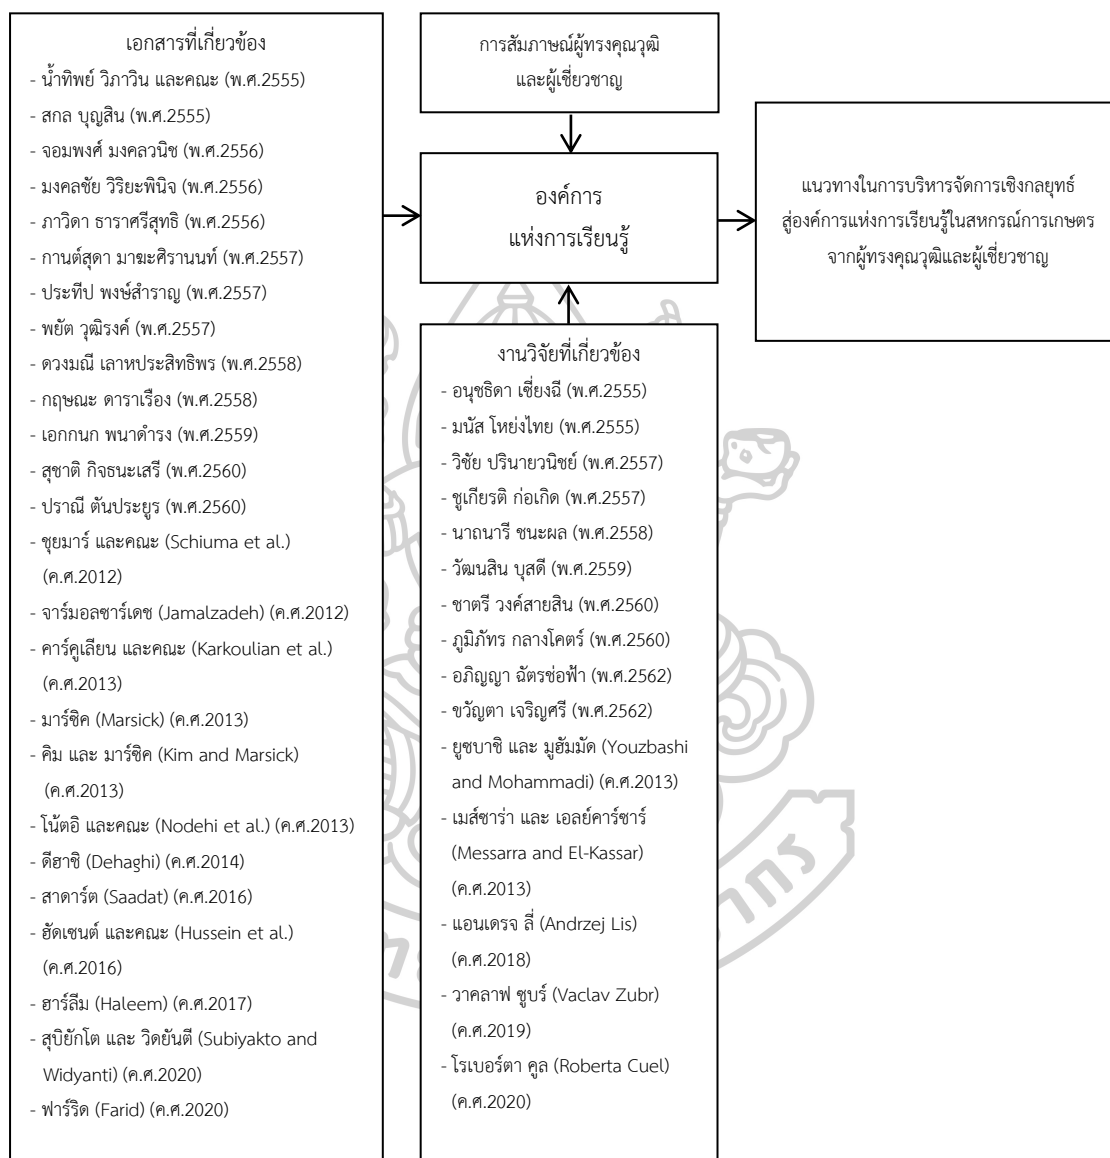 เอกสารที่เกี่ยวข้อง
- น้ำทิพย์ วิภาวิน และคณะ (พ.ศ.2555)
- สกล บุญสิน (พ.ศ.2555)
- จอมพงศ์ มงคลวนิช (พ.ศ.2556)
- มงคลชัย วิริยะพินิจ (พ.ศ.2556)
- ภาวิดา ธาราศรีสุทธิ (พ.ศ.2556)
- กานต์สุดา มาฆะศิรานนท์ (พ.ศ.2557)
- ประทีป พงษ์สำราญ (พ.ศ.2557)
- พยัต วุฒิรงค์ (พ.ศ.2557)
- ดวงมณี เลาหประสิทธิพร (พ.ศ.2558)
- กฤษณะ ดาราเรือง (พ.ศ.2558)
- เอกกนก พนาดำรง (พ.ศ.2559)
- สุชาติ กิจธนะเสรี (พ.ศ.2560)
- ปราณี ตันประยูร (พ.ศ.2560)
- ชุยมาร์ และคณะ (Schiuma et al.)
(ค.ศ.2012)
- จาร์มอลซาร์เดช (Jamalzadeh) (ค.ศ.2012)
- คาร์คูเลียน และคณะ (Karkoulian et al.)
(ค.ศ.2013)
- มาร์ซิค (Marsick) (ค.ศ.2013)
- คิม และ มาร์ซิค (Kim and Marsick)
(ค.ศ.2013)
- โน้ตอิ และคณะ (Nodehi et al.) (ค.ศ.2013)
- ดีฮาชิ (Dehaghi) (ค.ศ.2014)
- สาดาร์ต (Saadat) (ค.ศ.2016)
- ฮัดเซนต์ และคณะ (Hussein et al.)
(ค.ศ.2016)
- ฮาร์ลีม (Haleem) (ค.ศ.2017)
- สุบิยักโต และ วิดยันตี (Subiyakto and
Widyanti) (ค.ศ.2020)
- ฟาร์ริด (Farid) (ค.ศ.2020)
การสัมภาษณ์ผู้ทรงคุณวุฒิ
และผู้เชี่ยวชาญ
องค์การ
แห่งการเรียนรู้
งานวิจัยที่เกี่ยวข้อง
- อนุชธิดา เซี่ยงฉี (พ.ศ.2555)
- มนัส โหย่งไทย (พ.ศ.2555)
- วิชัย ปรินายวนิชย์ (พ.ศ.2557)
- ชูเกียรติ ก่อเกิด (พ.ศ.2557)
- นาถนารี ชนะผล (พ.ศ.2558)
- วัฒนสิน บุสดี (พ.ศ.2559)
- ชาตรี วงค์สายสิน (พ.ศ.2560)
- ภูมิภัทร กลางโคตร์ (พ.ศ.2560)
- อภิญญา ฉัตรช่อฟ้า (พ.ศ.2562)
- ขวัญตา เจริญศรี (พ.ศ.2562)
- ยูซบาชิ และ มูฮัมมัด (Youzbashi
and Mohammadi) (ค.ศ.2013)
- เมส์ซาร่า และ เอลย์คาร์ซาร์
(Messarra and El-Kassar)
(ค.ศ.2013)
- แอนเดรจ ลี่ (Andrzej Lis)
(ค.ศ.2018)
- วาคลาฟ ซูบร์ (Vaclav Zubr)
(ค.ศ.2019)
- โรเบอร์ตา คูล (Roberta Cuel)
(ค.ศ.2020)
แนวทางในการบริหารจัดการเชิงกลยุทธ์
สู่องค์การแห่งการเรียนรู้ในสหกรณ์การเกษตร
จากผู้ทรงคุณวุฒิและผู้เชี่ยวชาญ